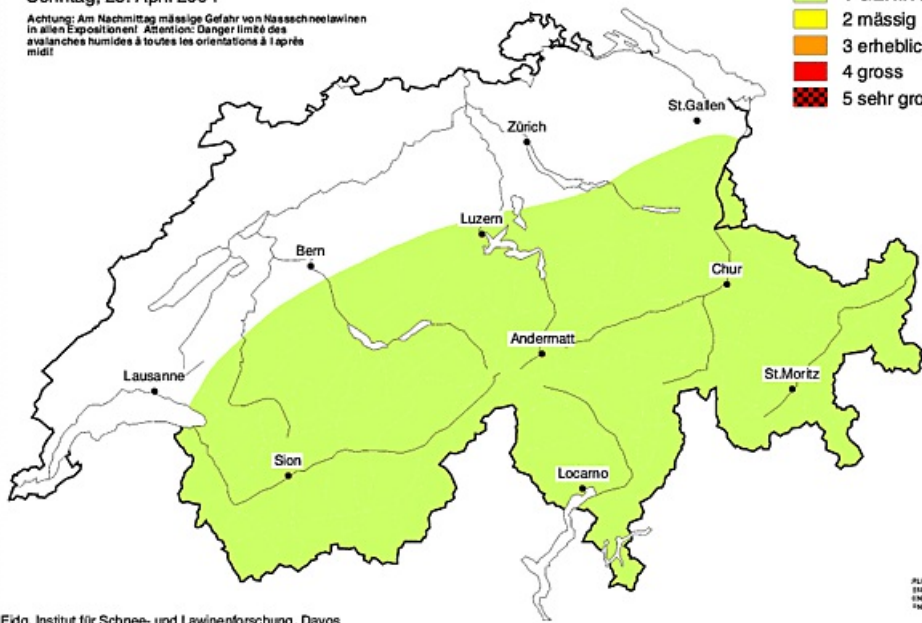 Achtung: Am Nachmittag mässige Gefahr von Nassschneelawinen
in allen Expositionen! Attention: Danger limité des
avalanches humides à toutes les orientations à l après
midi!
2 mässig
3 erheblic
4 gross
5 sehr gro
St.Gallen
Zürich
Luzern
Bern
Chur
Andermatt
Lausanne
St.Moritz
Sion
Locarno
Eidg. Institut für Schnee- und Lawinenforschung, Davos